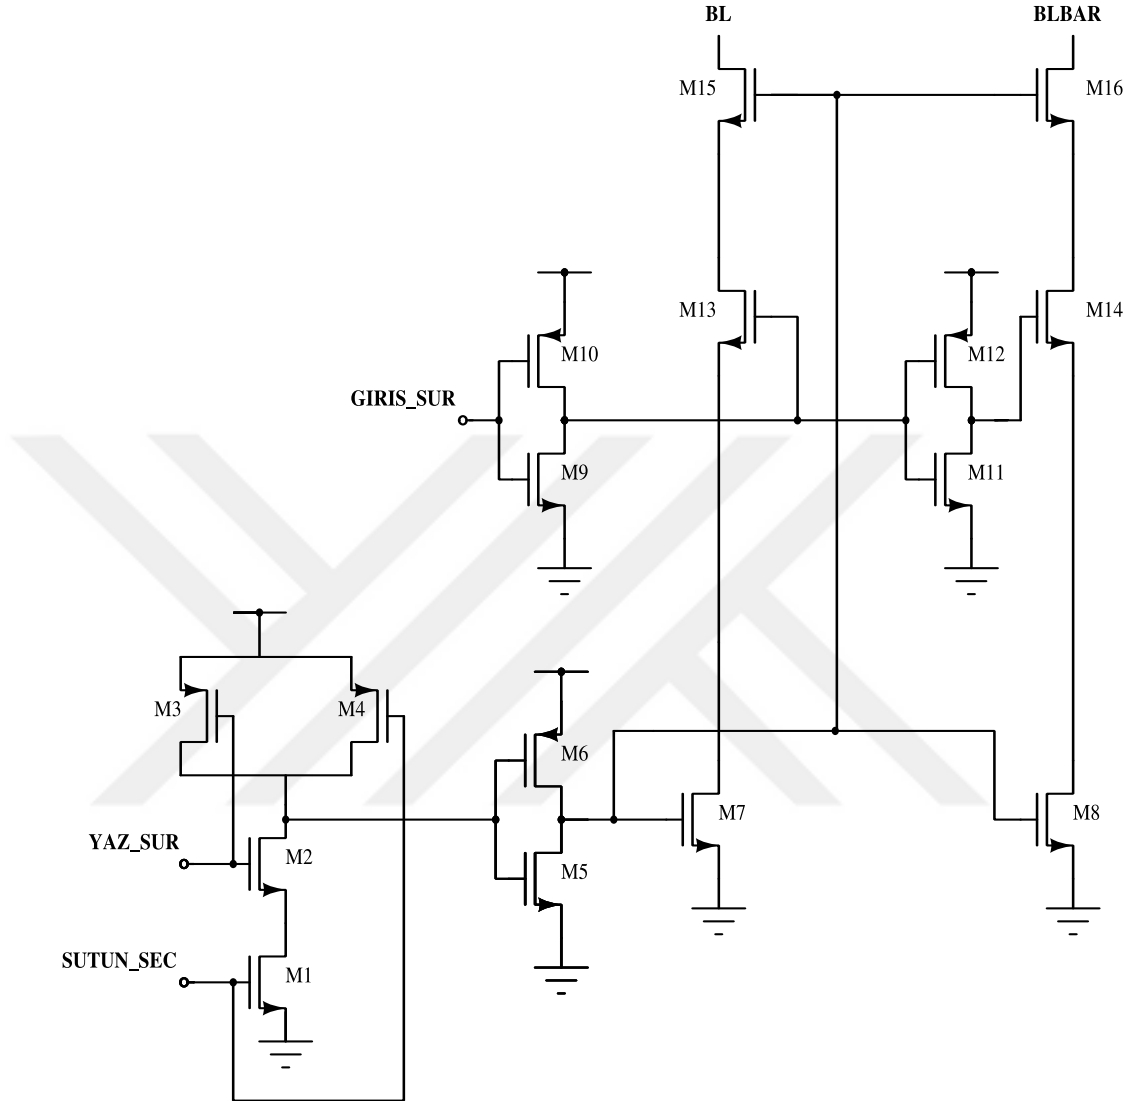 BL BLBAR
M15 M16
M13 M14
M10 M12
GIRIS_SUR
M9 M11
M3 M4
M6
M7 M8
YAZ_SUR M2
M5
SUTUN_SEC M1